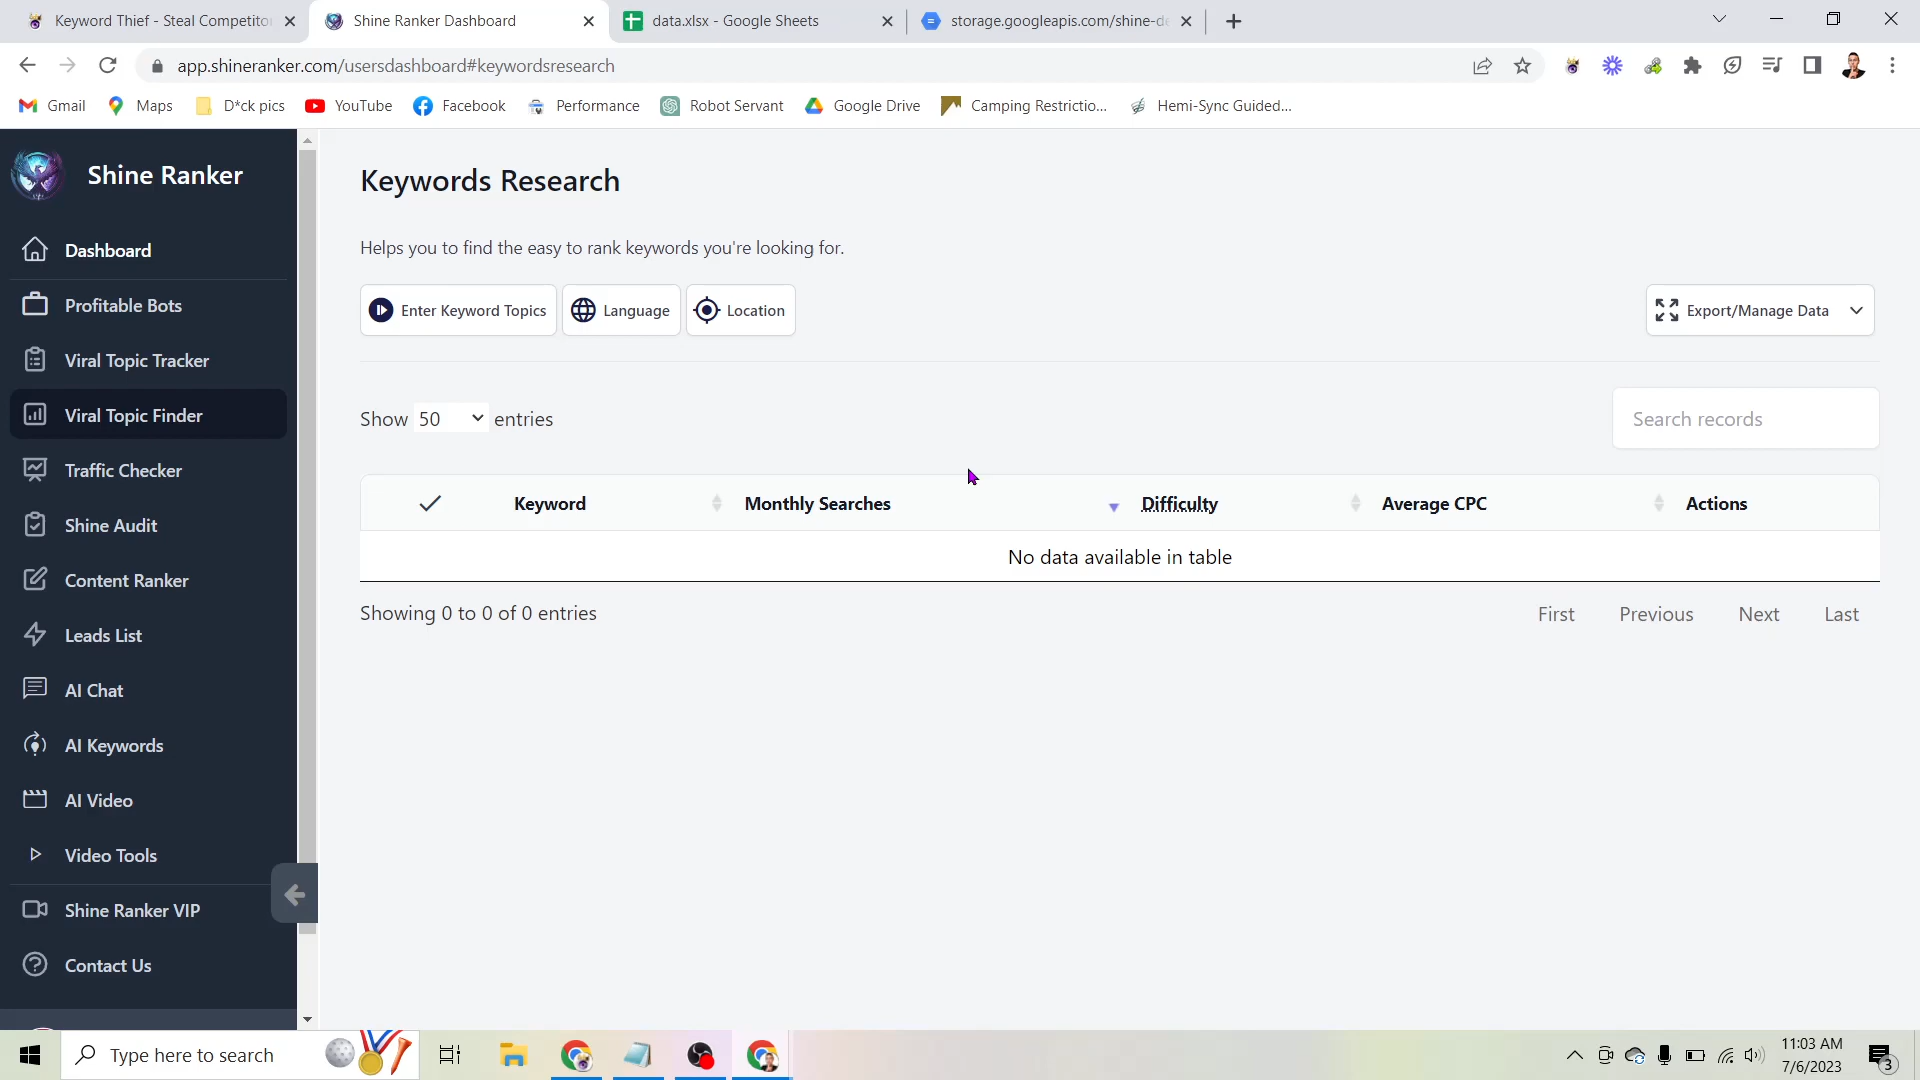 Keyword Thief - Steal Competito
Shine Ranker Dashboard
data.xlsx - Google Sheets
storage.googleapis.com/shine-de
app.shineranker.com/usersdashboard#keywordsresearch
Gmail
Maps
D*ck pics
YouTube
Facebook
Performance
Robot Servant
Google Drive
Camping Restrictio...
Hemi-Sync Guided...
Shine Ranker
Dashboard
Profitable Bots
Viral Topic Tracker
Viral Topic Finder
Traffic Checker
Shine Audit
Content Ranker
Leads List
AI Chat
AI Keywords
AI Video
Video Tools
Shine Ranker VIP
Contact Us
Keywords Research
Helps you to find the easy to rank keywords you're looking for.
Enter Keyword Topics
Language
Location
Export/Manage Data
Show 50 entries
Search records
Keyword
Monthly Searches
Difficulty
Average CPC
Actions
No data available in table
Showing 0 to 0 of 0 entries
First
Previous
Next
Last
Type here to search
11:03 AM
7/6/2023
3